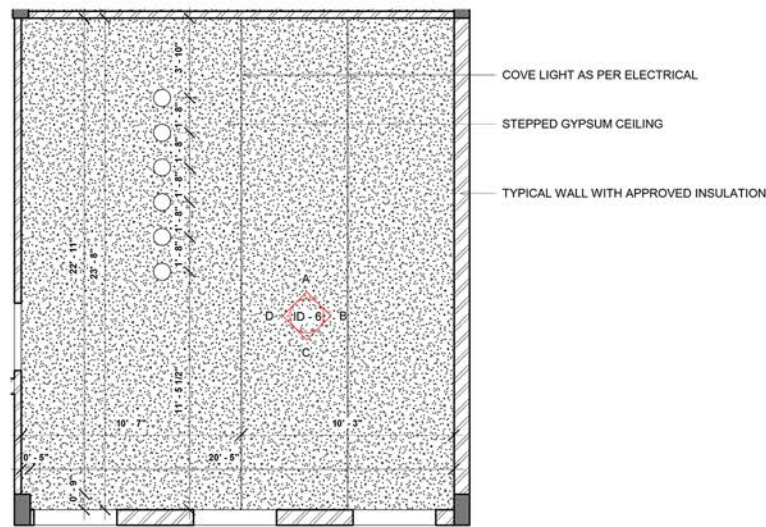 3' - 10"
COVE LIGHT AS PER ELECTRICAL
1' - 8"
STEPPED GYPSUM CEILING
1' - 8"
1' - 8"
TYPICAL WALL WITH APPROVED INSULATION
1' - 8"
1' - 8"
22' - 11"
23' - 8"
A
D
ID - 6
B
C
11' - 5 1/2"
10' - 7"
10' - 3"
0' - 5"
20' - 5"
0' - 9"